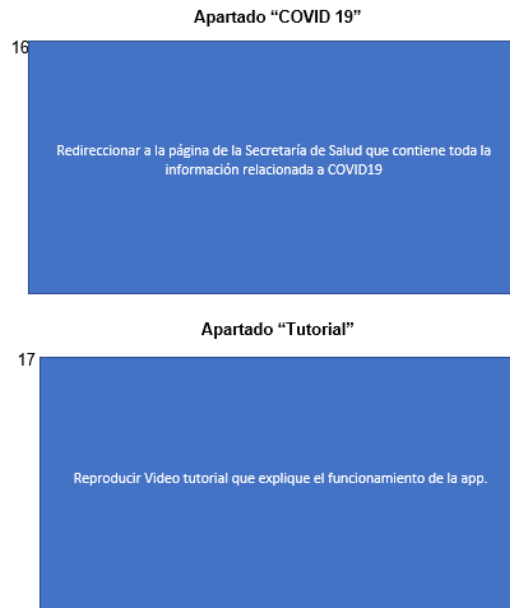 Apartado “COVID 19”
16
Redireccionar a la página de la Secretaría de Salud que contiene toda la
información relacionada a COVID19
Apartado “Tutorial”
17
Reproducir Video tutorial que explique el funcionamiento de la app.